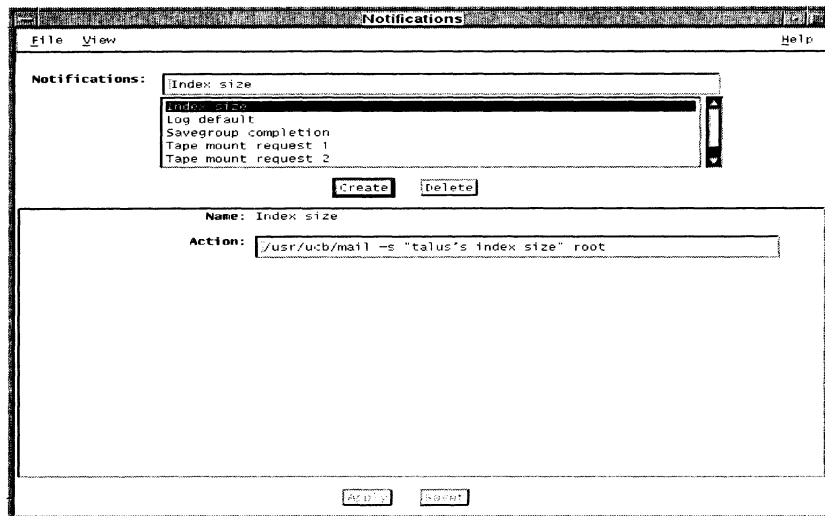 Notifications
File View Help
Notifications: Index size
Index size
Log default
Savegroup completion
Tape mount request 1
Tape mount request 2
Create Delete
Name: Index size
Action: /usr/ucb/mail -s "talus's index size" root
Apply Reset